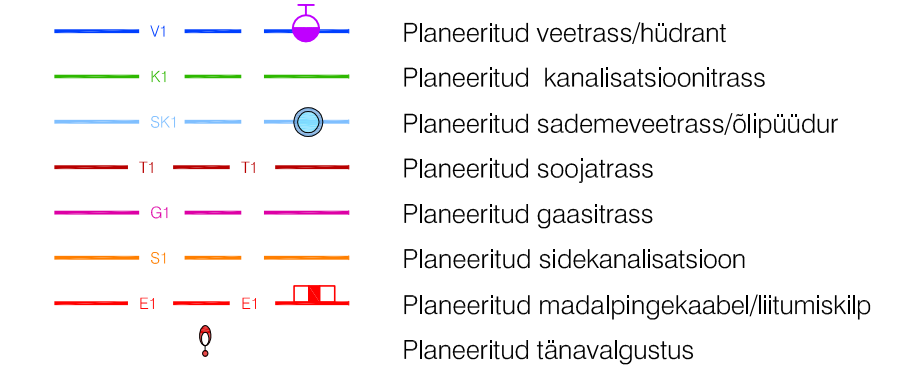 V1 Planeeritud veetrass/hüdrant
K1 Planeeritud kanalisatsioonitrass
SK1 Planeeritud sademeveetrass/õlipüüdur
T1 T1 Planeeritud soojatrass
G1 Planeeritud gaasitrass
S1 Planeeritud sidekanalisatsioon
E1 E1 Planeeritud madalpingekaabel/liitumiskilp
Planeeritud tänavalgustus